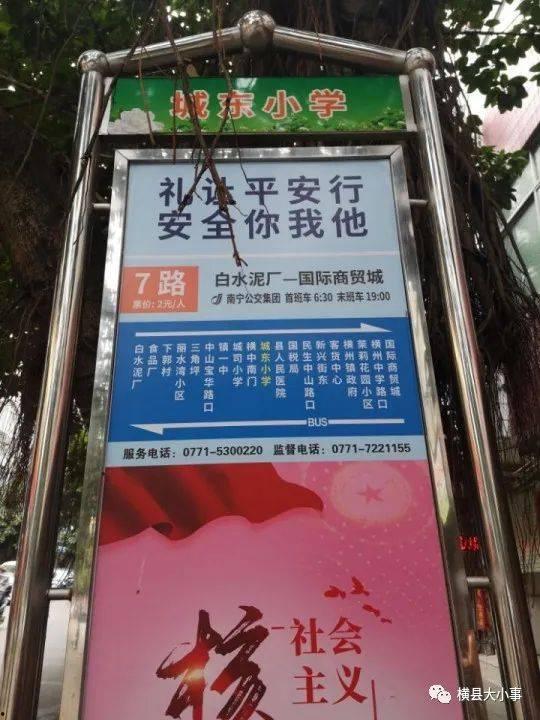 城东小学
礼让平安行
安全你我他
7 路
票价:2元/人
白水泥厂—国际商贸城
南宁公交集团 首班车 6:30 末班车 19:00
白水泥厂
食品厂
下郭村
丽水湾小区
三角坪
中山宝华路口
镇一中
城司小学
横中南门
城东小学
县人民医院
国税局
民生中山路口
新兴街东
客货中心
横州镇政府
茉莉花园小区
横州中学路口
国际商贸城
BUS
服务电话：0771-5300220 监督电话：0771-7221155
社会
主义
核
横县大小事